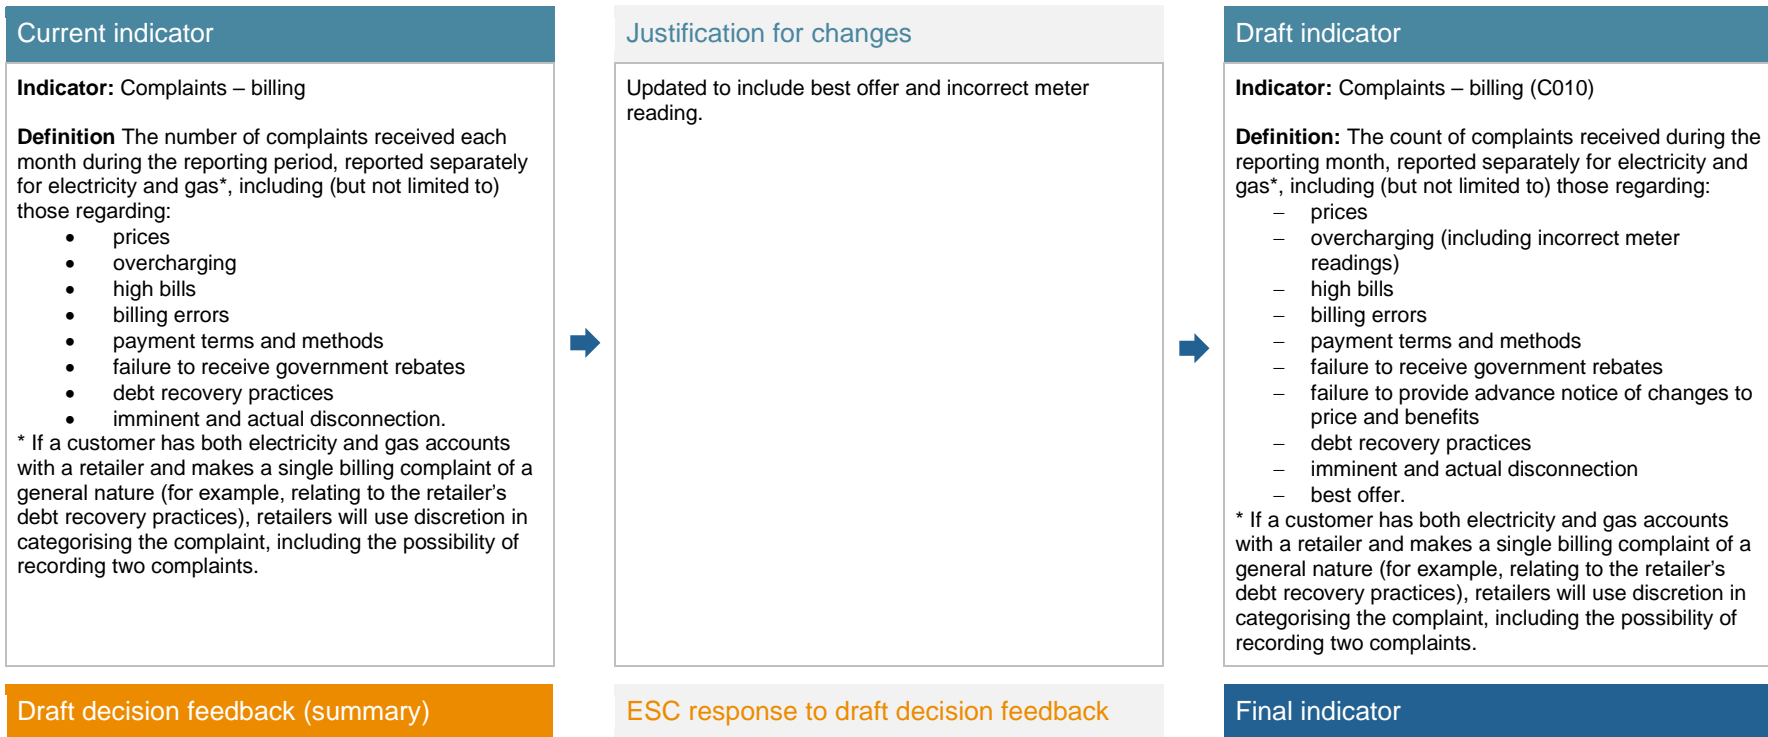 Current indicator
Indicator: Complaints – billing
Definition The number of complaints received each
month during the reporting period, reported separately
for electricity and gas*, including (but not limited to)
those regarding:
• prices
• overcharging
• high bills
• billing errors
• payment terms and methods
• failure to receive government rebates
• debt recovery practices
• imminent and actual disconnection.
* If a customer has both electricity and gas accounts
with a retailer and makes a single billing complaint of a
general nature (for example, relating to the retailer’s
debt recovery practices), retailers will use discretion in
categorising the complaint, including the possibility of
recording two complaints.
Justification for changes
Updated to include best offer and incorrect meter
reading.
Draft indicator
Indicator: Complaints – billing (C010)
Definition: The count of complaints received during the
reporting month, reported separately for electricity and
gas*, including (but not limited to) those regarding:
– prices
– overcharging (including incorrect meter
readings)
– high bills
– billing errors
– payment terms and methods
– failure to receive government rebates
– failure to provide advance notice of changes to
price and benefits
– debt recovery practices
– imminent and actual disconnection
– best offer.
* If a customer has both electricity and gas accounts
with a retailer and makes a single billing complaint of a
general nature (for example, relating to the retailer’s
debt recovery practices), retailers will use discretion in
categorising the complaint, including the possibility of
recording two complaints.
Draft decision feedback (summary)
ESC response to draft decision feedback
Final indicator